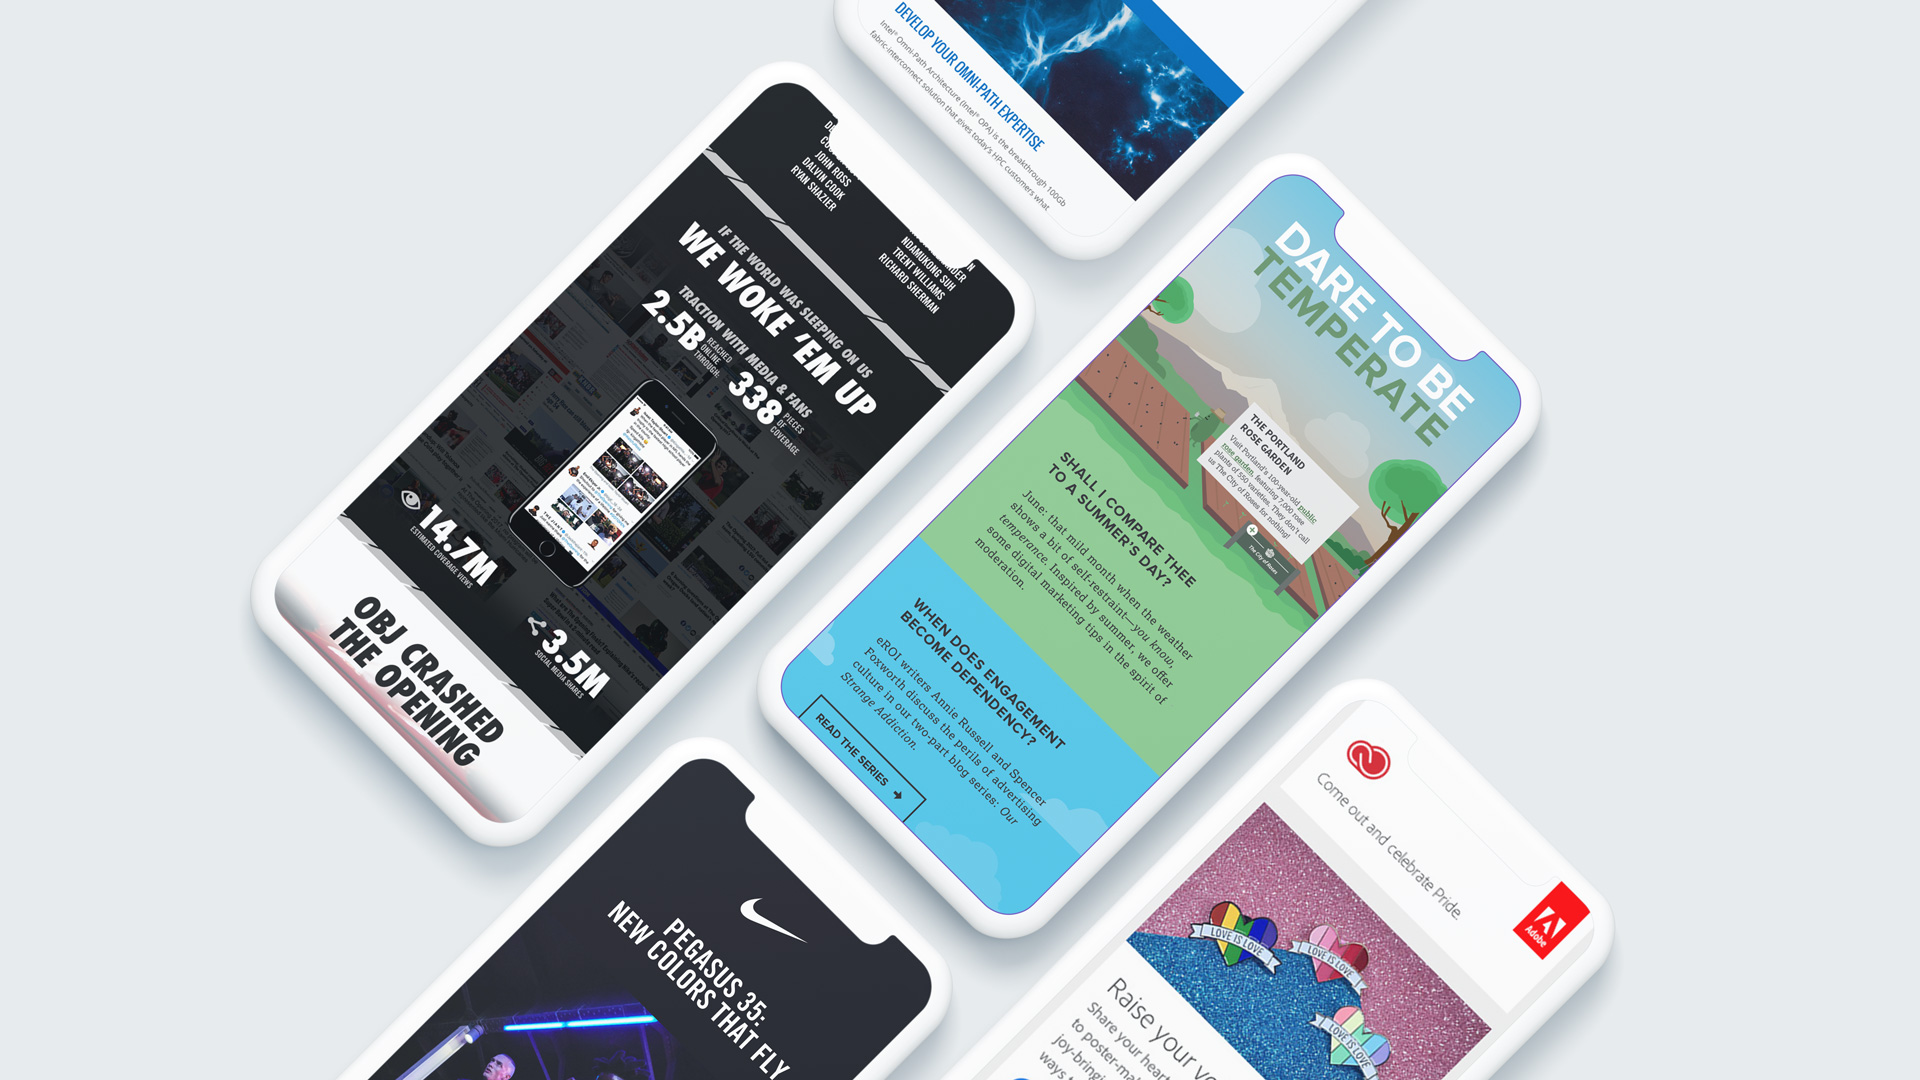 DEVELOP YOUR OMNI-PATH EXPERTISE
Intel® Omni-Path Architecture (Intel® OPA) is the breakthrough 100Gb
fabric-interconnect solution that gives today's HPC customers what
JOHN ROSS
DALVIN COOK
RYAN SHAZIER
NDAMUKONG SUH
TRENT WILLIAMS
RICHARD SHERMAN
IF THE WORLD WAS SLEEPING ON US
WE WOKE 'EM UP
TRACTION WITH MEDIA & FANS
2.5B
REACHED
ONLINE
THROUGH:
338
PIECES
OF
COVERAGE
14.7M
ESTIMATED COVERAGE VIEWS
3.5M
SOCIAL MEDIA SHARES
OBJ CRASHED
THE OPENING
DARE TO BE
TEMPERATE
THE PORTLAND
ROSE GARDEN
Visit Portland's 100-year-old public
rose garden, featuring 7,000 rose
plants of 550 varieties. They don't call
us The City of Roses for nothing!
The City of Roses
SHALL I COMPARE THEE
TO A SUMMER'S DAY?
June: that mild month when the weather
shows a bit of self-restraint—you know,
temperance. Inspired by summer, we offer
some digital marketing tips in the spirit of
moderation.
WHEN DOES ENGAGEMENT
BECOME DEPENDENCY?
eROI writers Annie Russell and Spencer
Foxworth discuss the perils of advertising
culture in our two-part blog series: Our
Strange Addiction.
READ THE SERIES
PEGASUS 35:
NEW COLORS THAT FLY
Come out and celebrate Pride.
Adobe
LOVE IS LOVE
LOVE IS LOVE
LOVE IS LOVE
Raise your
Share your heart
to poster-ma
joy-bringi
ways